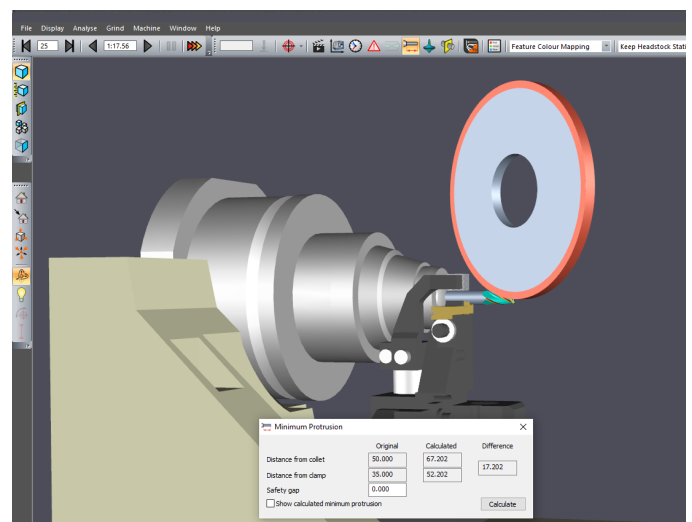 File Display Analyse Grind Machine Window Help
25 1:17.56 Feature Colour Mapping Keep Headstock Stati
Minimum Protrusion
Original Calculated Difference
Distance from collet 50.000 67.202
17.202
Distance from clamp 35.000 52.202
Safety gap 0.000
Show calculated minimum protrusion Calculate